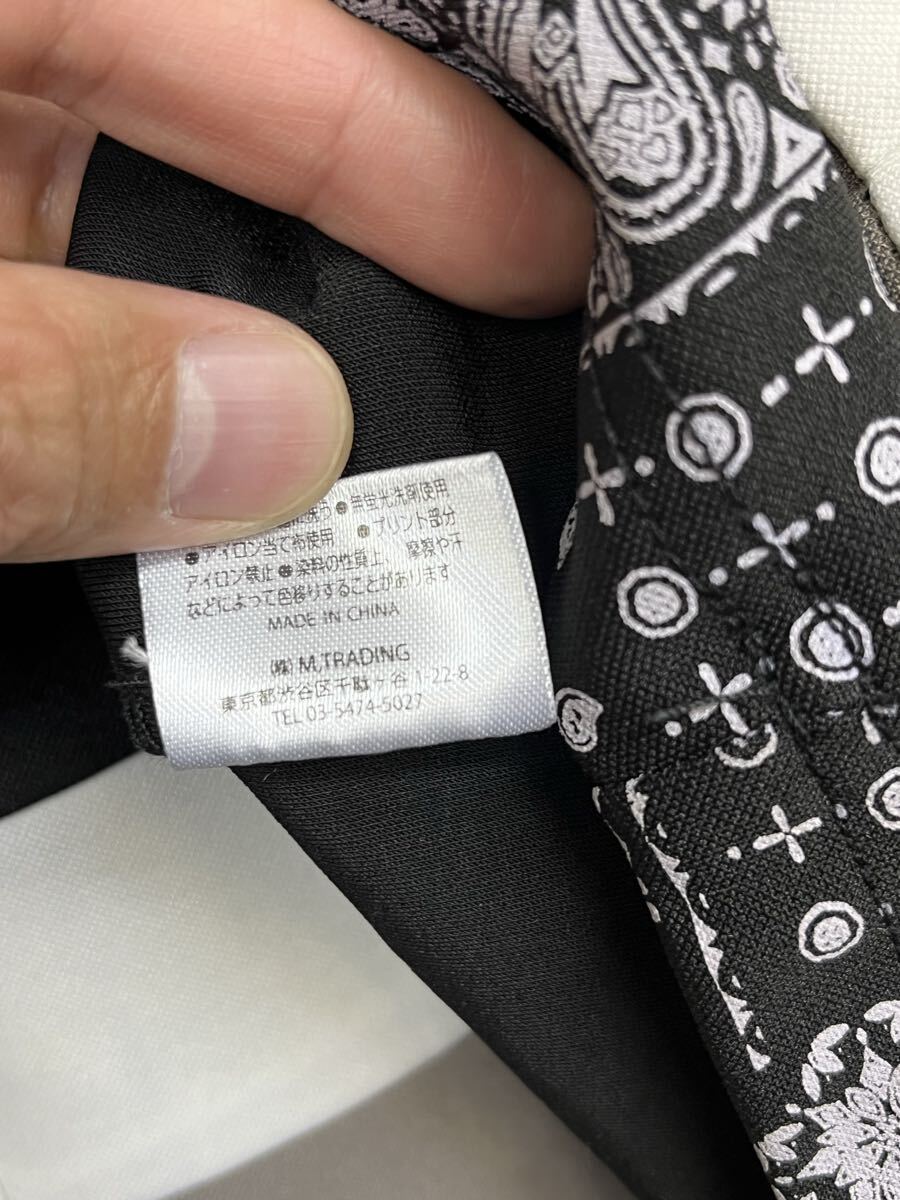 に洗う ●無蛍光洗剤使用
●アイロン当て布使用 ●プリント部分
アイロン禁止 ●染料の性質上、摩察や汗
などによって色移りすることがあります
MADE IN CHINA
㈱ M.TRADING
東京都渋谷区千駄ヶ谷 1-22-8
TEL 03-5474-5027